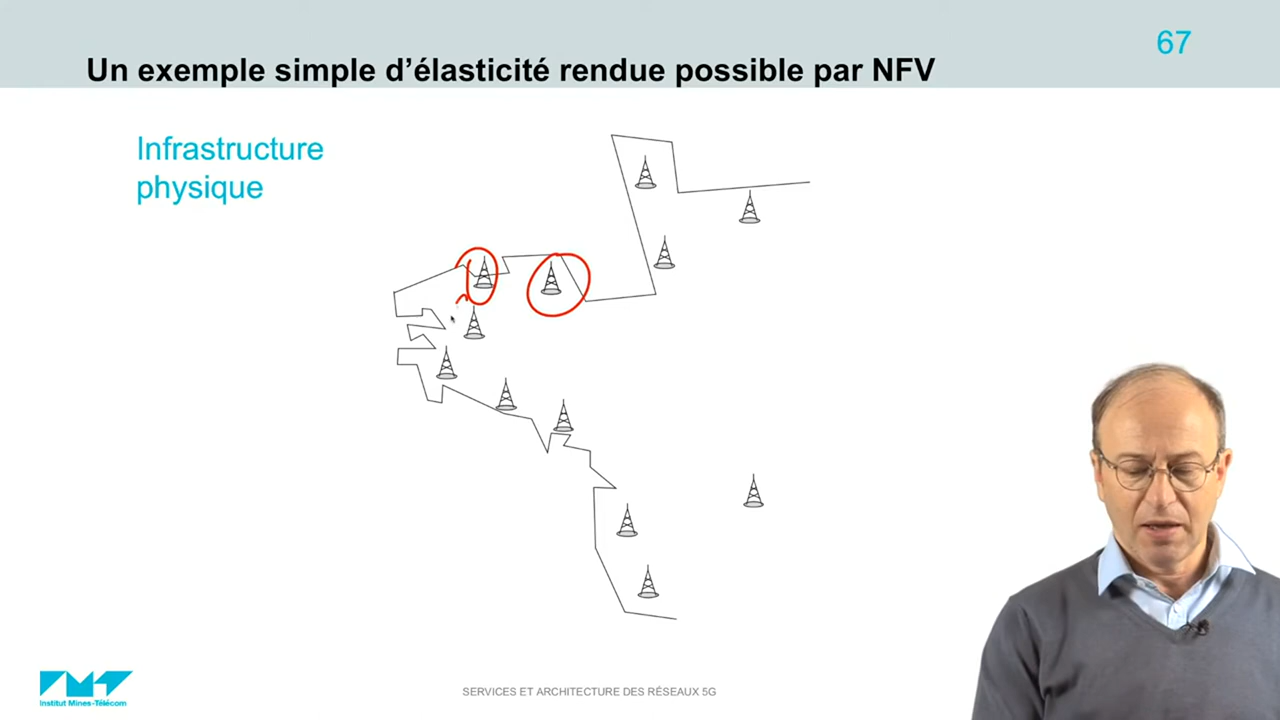 67
Un exemple simple d’élasticité rendue possible par NFV
Infrastructure
physique
Institut Mines-Télécom
SERVICES ET ARCHITECTURE DES RÉSEAUX 5G